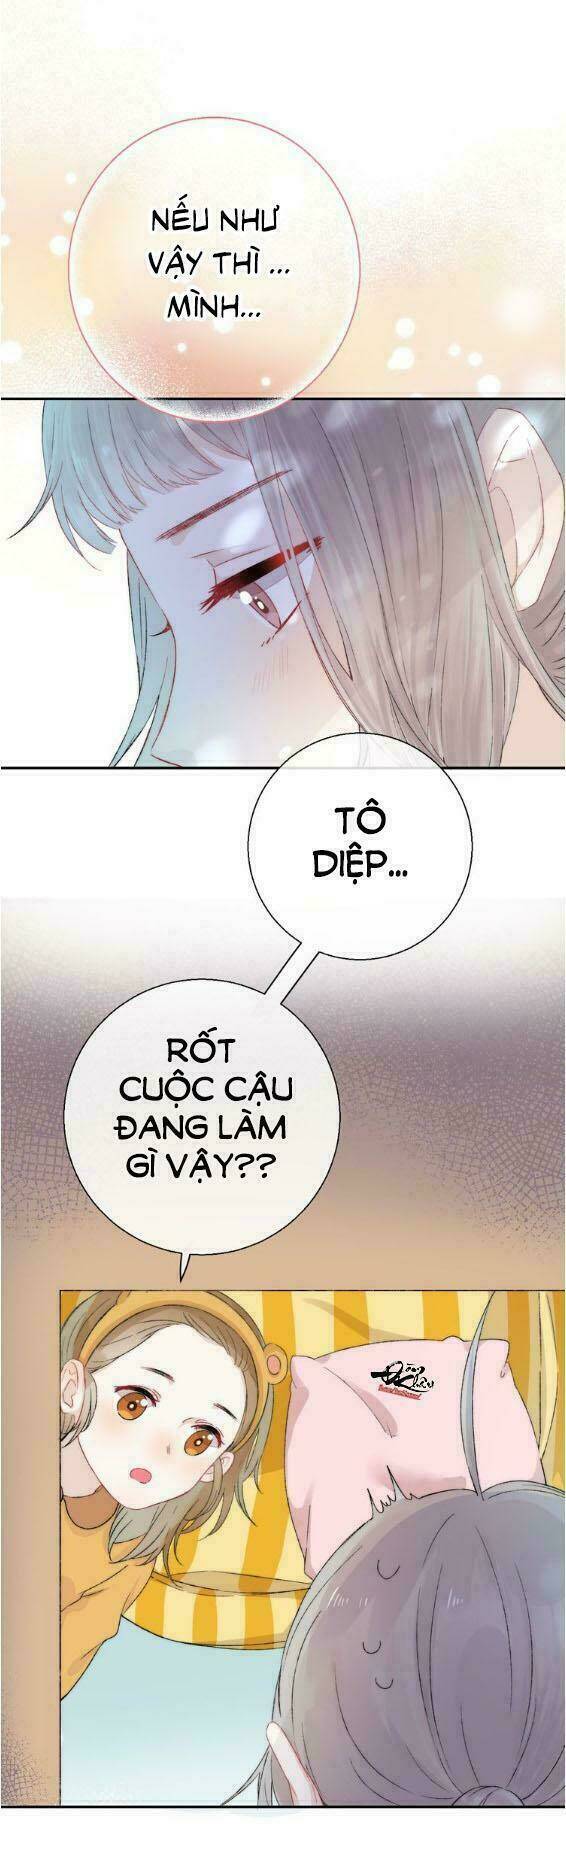 NẾU NHƯ
VẬY THÌ ...
MÌNH...
TÔ
DIỆP...
RỐT
CUỘC CẬU
ĐANG LÀM
GÌ VẬY??